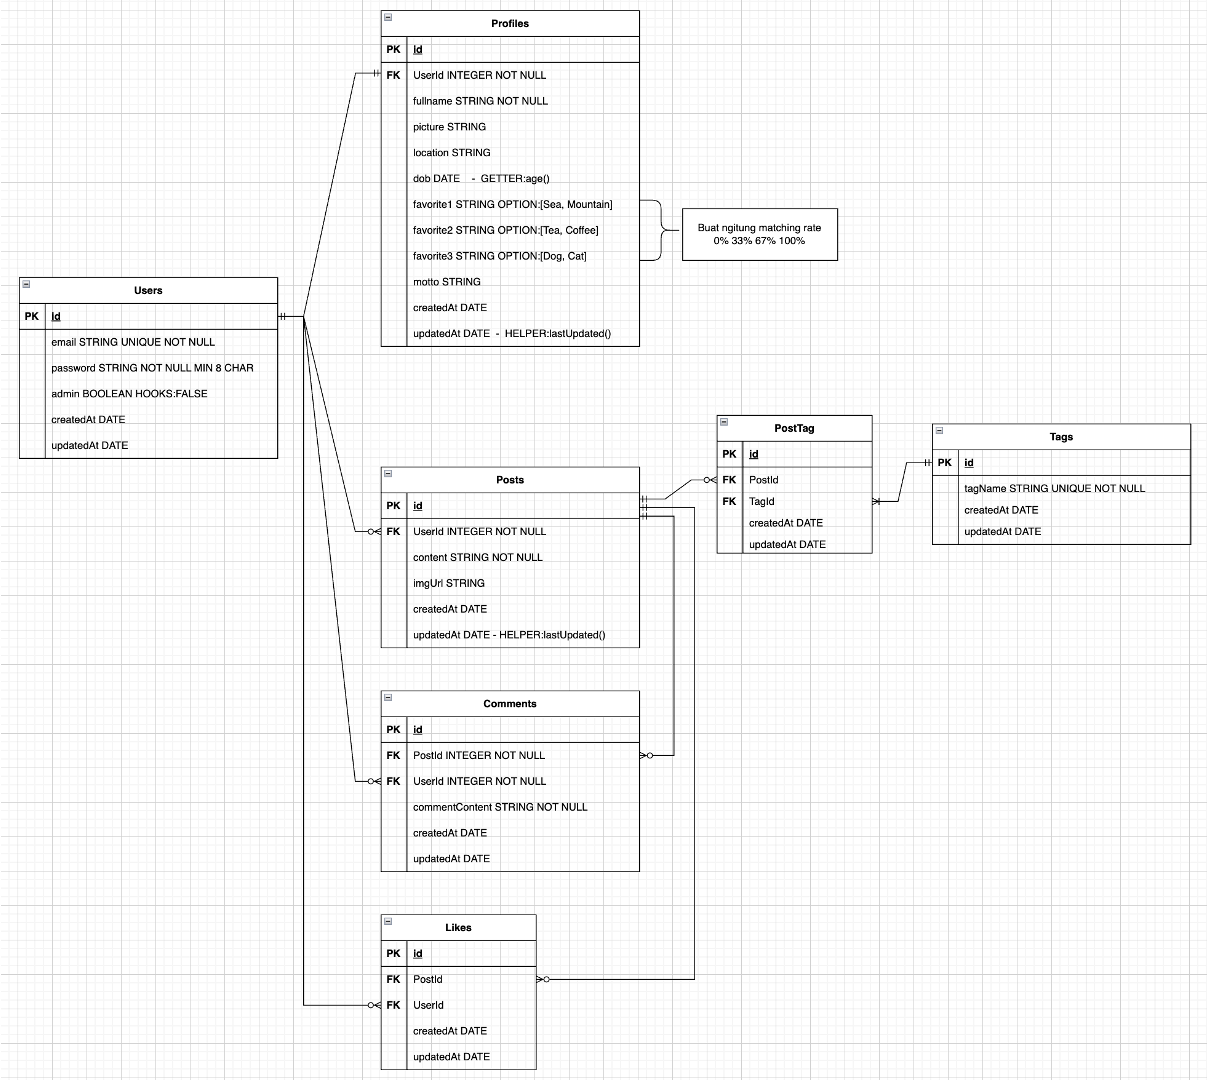 Profiles
PK id
FK UserId INTEGER NOT NULL
fullname STRING NOT NULL
picture STRING
location STRING
dob DATE - GETTER:age()
favorite1 STRING OPTION:[Sea, Mountain]
favorite2 STRING OPTION:[Tea, Coffee]
favorite3 STRING OPTION:[Dog, Cat]
motto STRING
createdAt DATE
updatedAt DATE - HELPER:lastUpdated()
Buat ngitung matching rate
0% 33% 67% 100%
Users
PK id
email STRING UNIQUE NOT NULL
password STRING NOT NULL MIN 8 CHAR
admin BOOLEAN HOOKS:FALSE
createdAt DATE
updatedAt DATE
Posts
PK id
FK UserId INTEGER NOT NULL
content STRING NOT NULL
imgUrl STRING
createdAt DATE
updatedAt DATE - HELPER:lastUpdated()
PostTag
PK id
FK PostId
FK TagId
createdAt DATE
updatedAt DATE
Tags
PK id
tagName STRING UNIQUE NOT NULL
createdAt DATE
updatedAt DATE
Comments
PK id
FK PostId INTEGER NOT NULL
FK UserId INTEGER NOT NULL
commentContent STRING NOT NULL
createdAt DATE
updatedAt DATE
Likes
PK id
FK PostId
FK UserId
createdAt DATE
updatedAt DATE